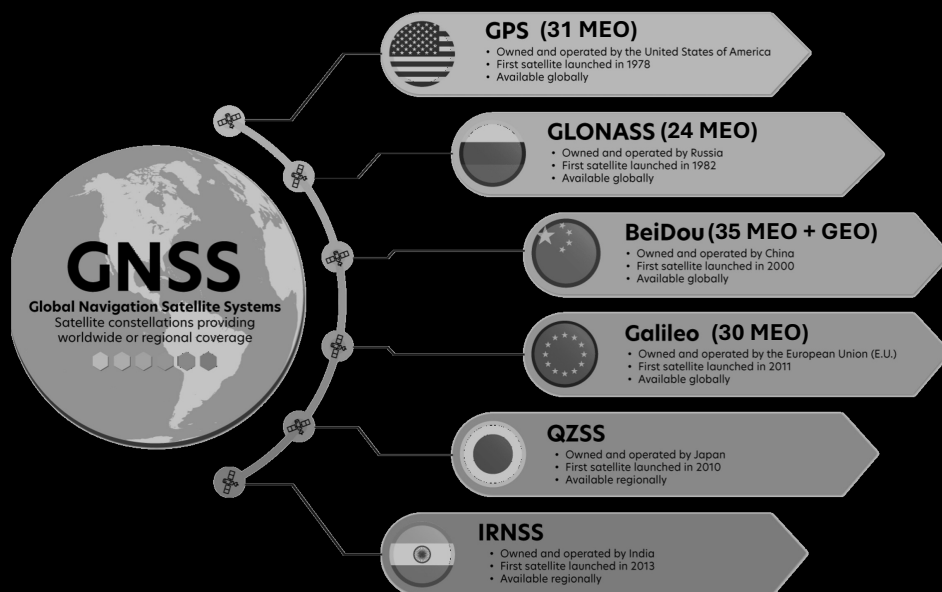 GNSS
Global Navigation Satellite Systems
Satellite constellations providing
worldwide or regional coverage
GPS (31 MEO)
• Owned and operated by the United States of America
• First satellite launched in 1978
• Available globally
GLONASS (24 MEO)
• Owned and operated by Russia
• First satellite launched in 1982
• Available globally
BeiDou (35 MEO + GEO)
• Owned and operated by China
• First satellite launched in 2000
• Available globally
Galileo (30 MEO)
• Owned and operated by the European Union (E.U.)
• First satellite launched in 2011
• Available globally
QZSS
• Owned and operated by Japan
• First satellite launched in 2010
• Available regionally
IRNSS
• Owned and operated by India
• First satellite launched in 2013
• Available regionally